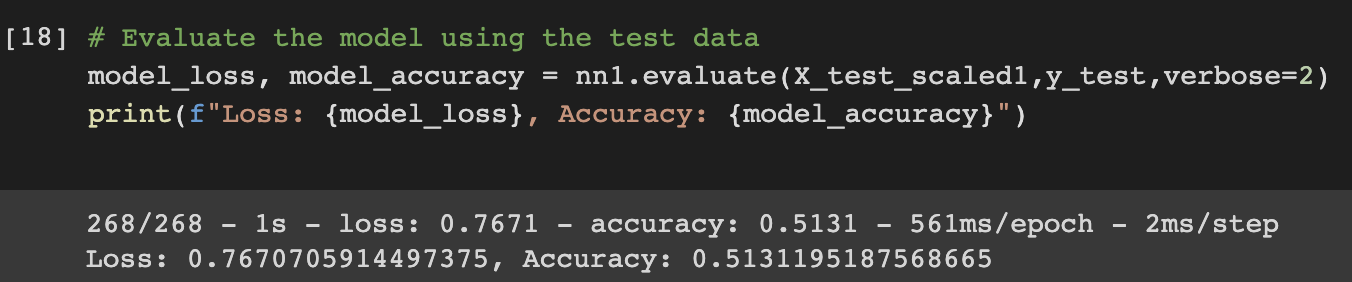 [18] # Evaluate the model using the test data
model_loss, model_accuracy = nn1.evaluate(X_test_scaled1,y_test,verbose=2)
print(f"Loss: {model_loss}, Accuracy: {model_accuracy}")
268/268 - 1s - loss: 0.7671 - accuracy: 0.5131 - 561ms/epoch - 2ms/step
Loss: 0.7670705914497375, Accuracy: 0.5131195187568665